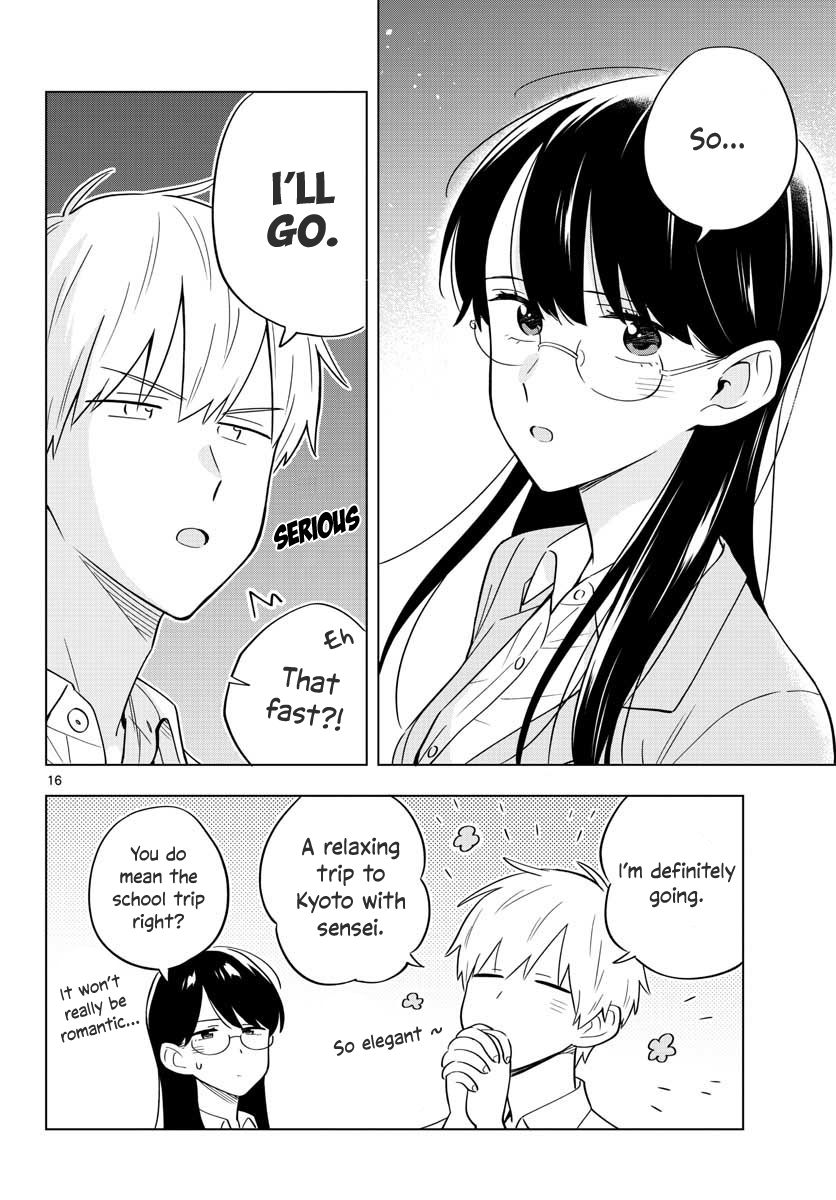 So...
I'LL
GO.
SERIOUS
Eh
That
fast?!
16
I'm definitely
going.
A relaxing
trip to
Kyoto with
sensei.
So elegant ~
You do
mean the
school trip
right?
It won't
really be
romantic...